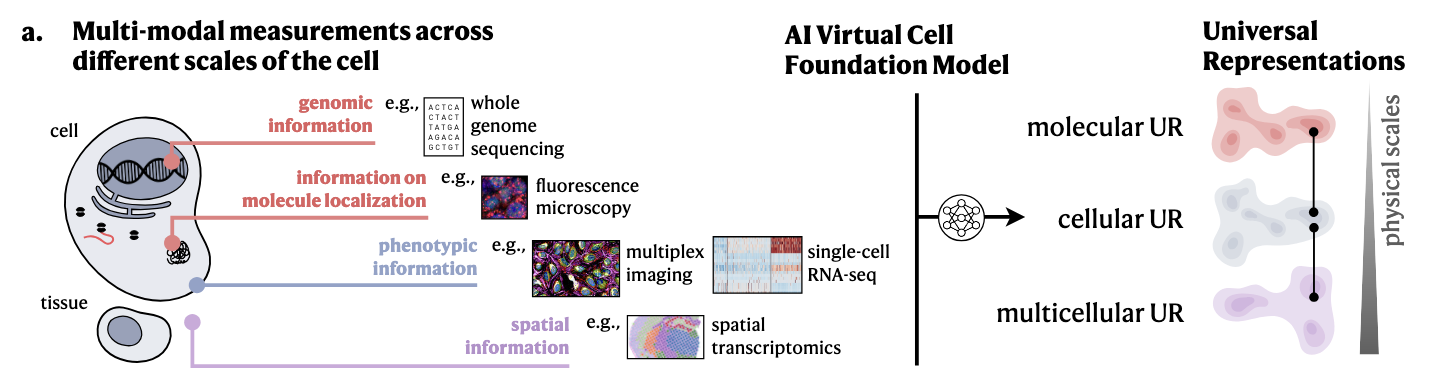 a. Multi-modal measurements across
different scales of the cell
AI Virtual Cell
Foundation Model
Universal
Representations
cell
genomic
information
e.g.,
ACTCA
CTACT
TATGA
AGACA
GCTGT
whole
genome
sequencing
information on
molecule localization
e.g.,
fluorescence
microscopy
phenotypic
information
e.g.,
multiplex
imaging
single-cell
RNA-seq
tissue
spatial
information
e.g.,
spatial
transcriptomics
molecular UR
cellular UR
multicellular UR
physical scales